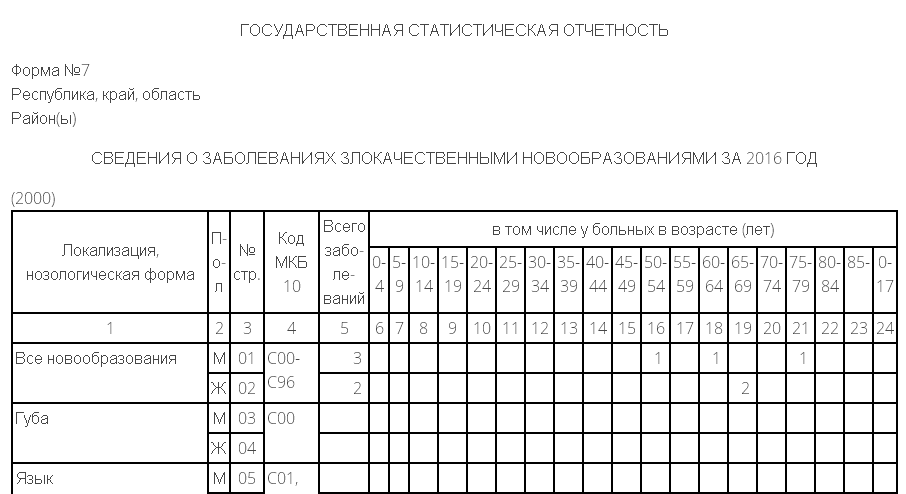 ГОСУДАРСТВЕННАЯ СТАТИСТИЧЕСКАЯ ОТЧЕТНОСТЬ
Форма №7
Республика, край, область
Район(ы)
СВЕДЕНИЯ О ЗАБОЛЕВАНИЯХ ЗЛОКАЧЕСТВЕННЫМИ НОВООБРАЗОВАНИЯМИ ЗА 2016 ГОД
(2000)
Локализация,
нозологическая форма
П-
о-
л
№
стр.
Код
МКБ
10
Всего
забо-
ле-
ваний
в том числе у больных в возрасте (лет)
0-
4
5-
9
10-
14
15-
19
20-
24
25-
29
30-
34
35-
39
40-
44
45-
49
50-
54
55-
59
60-
64
65-
69
70-
74
75-
79
80-
84
85-
0-
17
1 2 3 4 5 6 7 8 9 10 11 12 13 14 15 16 17 18 19 20 21 22 23 24
Все новообразования М 01 C00- 3 1 1 1
Ж 02 C96 2 2
Губа М 03 C00
Ж 04
Язык М 05 C01,